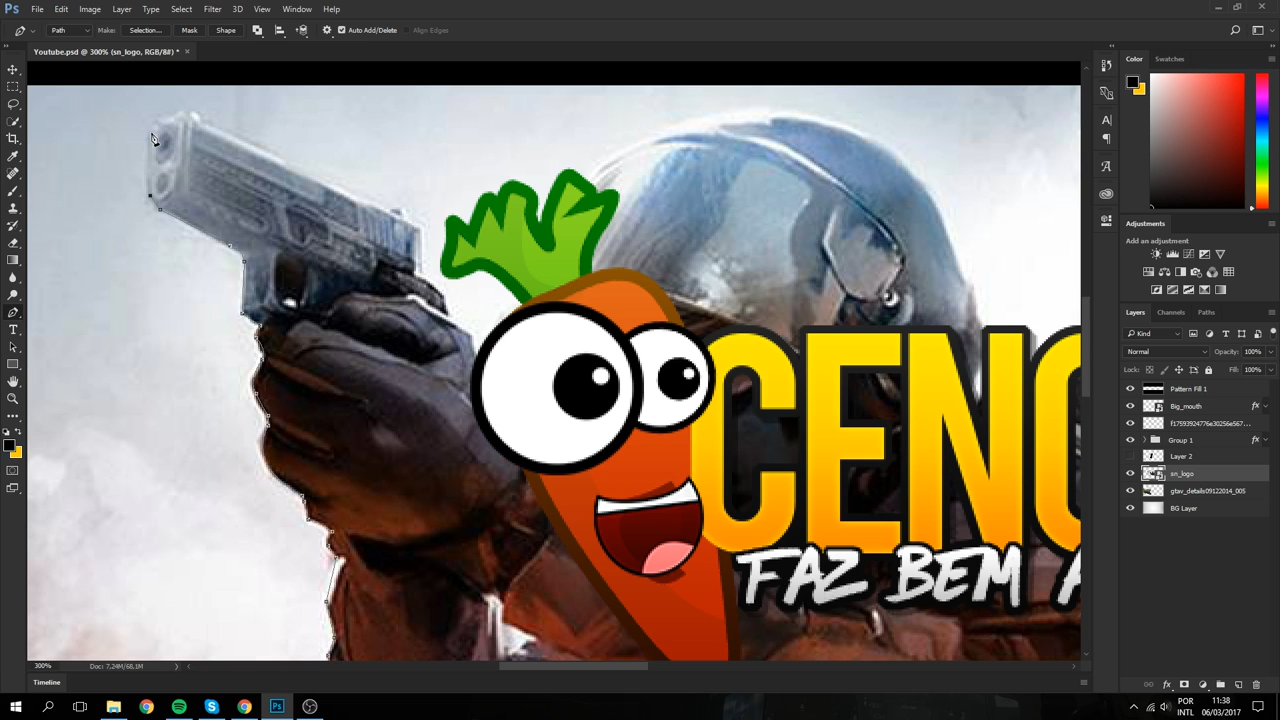 Ps File Edit Image Layer Type Select Filter 3D View Window Help
Path Make: Selection... Mask Shape Auto Add/Delete Align Edges
Youtube.psd @ 300% (sn_logo, RGB/8#) * ×
Color Swatches
Adjustments
Add an adjustment
Layers Channels Paths
Kind
Normal Opacity: 100%
Lock: Fill: 100%
Pattern Fill 1
Big_mouth fx
f17593924776e30256e567...
Group 1 fx
Layer 2
sn_logo
gtav_details09122014_005
BG Layer
CENO
FAZ BEM A
300% Doc: 7,24M/68,1M
Timeline
POR 11:38
INTL 06/03/2017